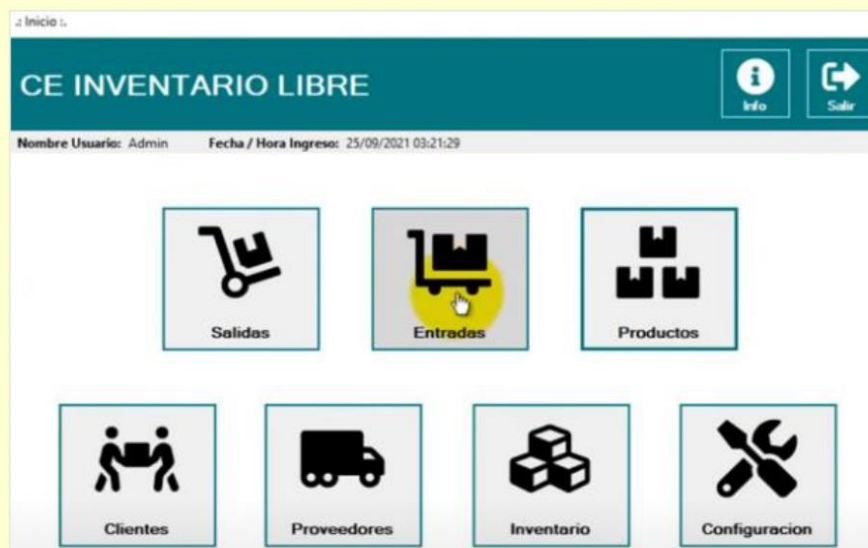 .: Inicio :.
CE INVENTARIO LIBRE
Info
Salir
Nombre Usuario: Admin Fecha / Hora Ingreso: 25/09/2021 03:21:29
Salidas
Entradas
Productos
Clientes
Proveedores
Inventario
Configuracion